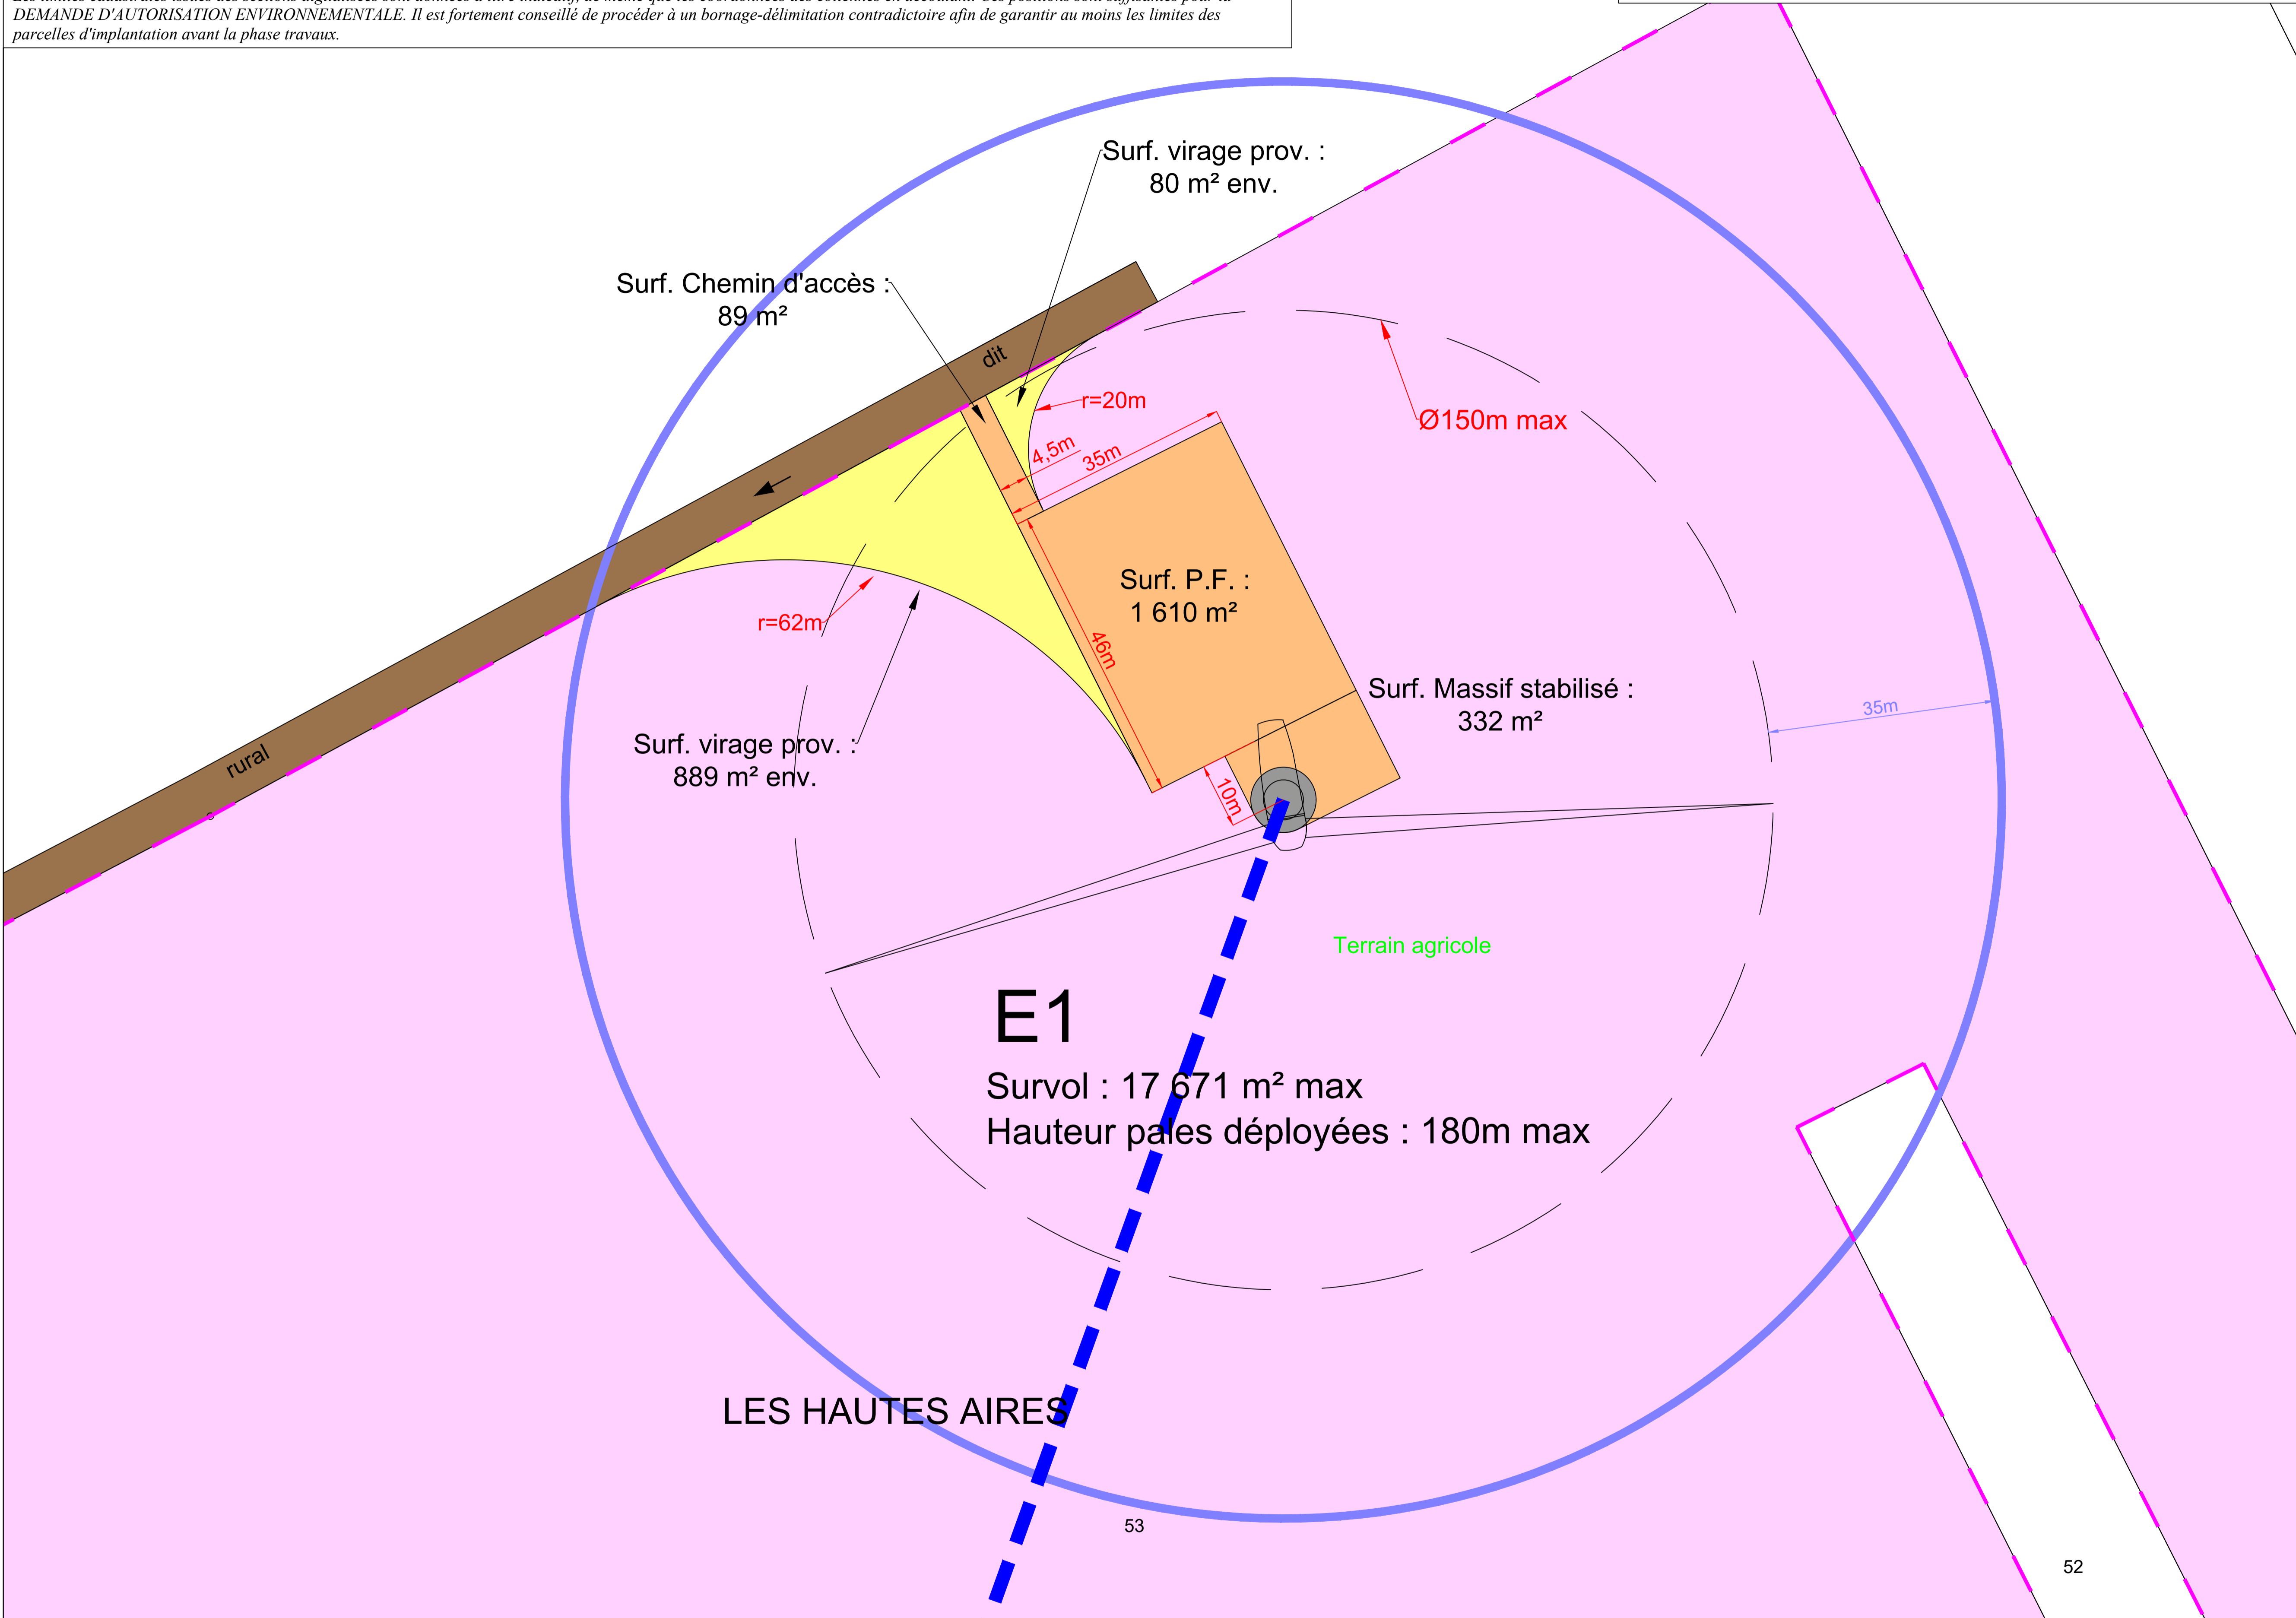 DEMANDE D'AUTORISATION ENVIRONNEMENTALE. Il est fortement conseillé de procéder à un bornage-délimitation contradictoire afin de garantir au moins les limites des
parcelles d'implantation avant la phase travaux.
Surf. virage prov. :
80 m² env.
Surf. Chemin d'accès :
89 m²
dit
r=20m
Ø150m max
4,5m
35m
Surf. P.F. :
1 610 m²
r=62m
46m
Surf. Massif stabilisé :
332 m²
35m
Surf. virage prov. :
889 m² env.
rural
10m
Terrain agricole
E1
Survol : 17 671 m² max
Hauteur pales déployées : 180m max
LES HAUTES AIRES
53
52